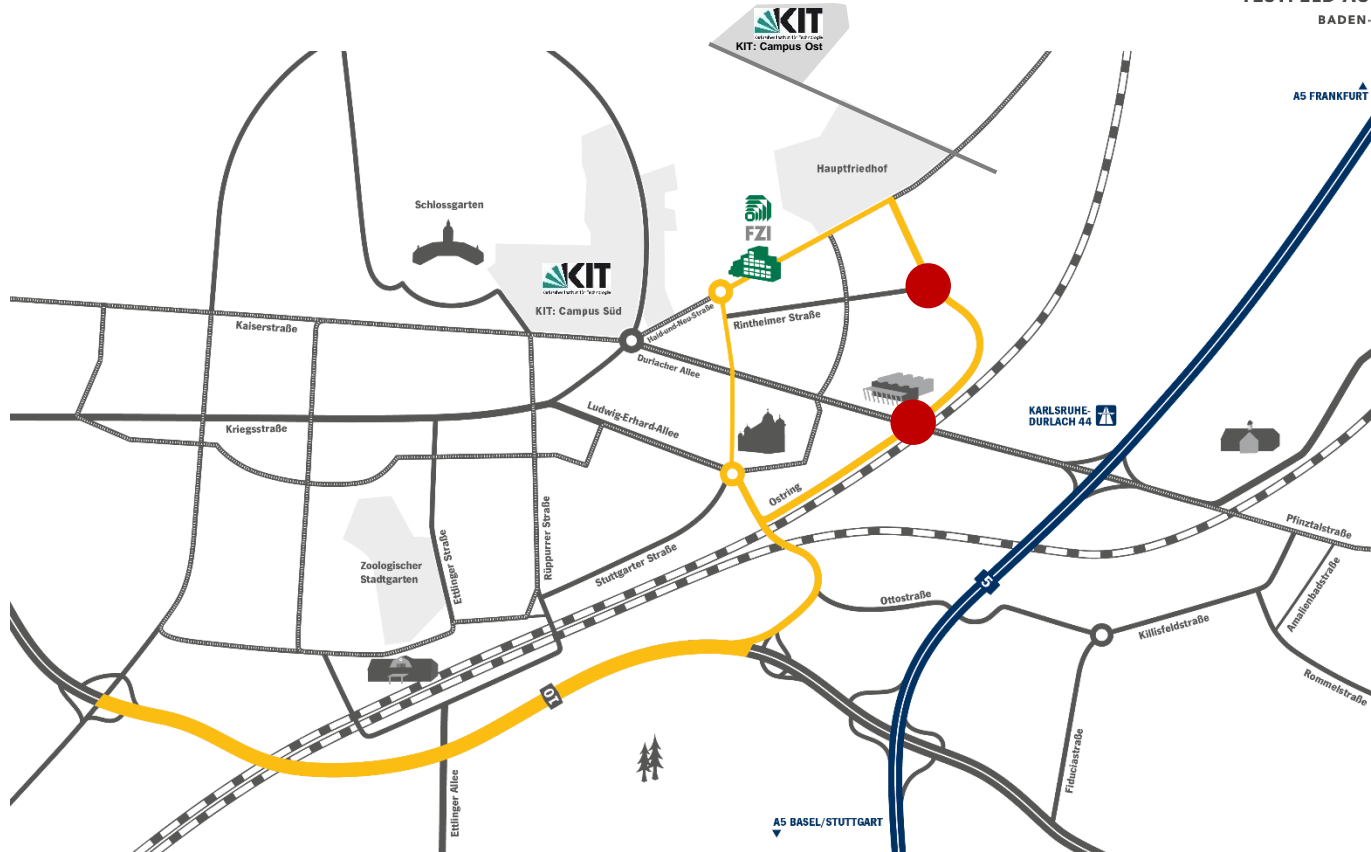 BADEN-
KIT
KIT: Campus Ost
A5 FRANKFURT
Hauptfriedhof
Schlossgarten
FZI
KIT
KIT: Campus Süd
Kaiserstraße
Haid-und-Neu-Straße
Rintheimer Straße
Durlacher Allee
Ludwig-Erhard-Allee
Kriegsstraße
KARLSRUHE-
DURLACH 44
Ostring
Pfinztalstraße
Rüppurrer Straße
Ettlinger Straße
Stuttgarter Straße
Zoologischer
Stadtgarten
5
Ottostraße
Amalienbadstraße
Killisfeldstraße
Rommelstraße
10
Fiduciastraße
Ettlinger Allee
A5 BASEL/STUTTGART